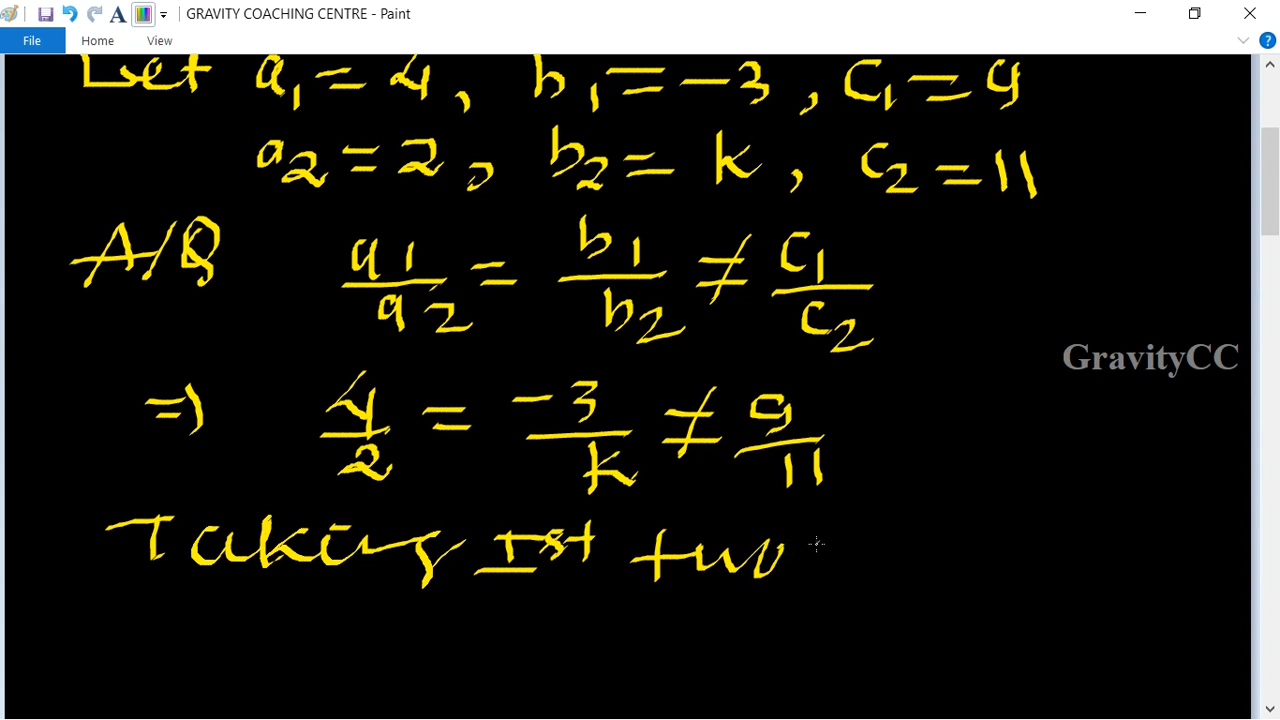 GRAVITY COACHING CENTRE - Paint
File Home View
Let a₁ = 4, b₁ = -3, c₁ = 9
a₂ = 2, b₂ = k, c₂ = 11
A/Q a₁/a₂ = b₁/b₂ ≠ c₁/c₂
GravityCC
⇒ 4/2 = -3/k ≠ 9/11
Taking Ist two